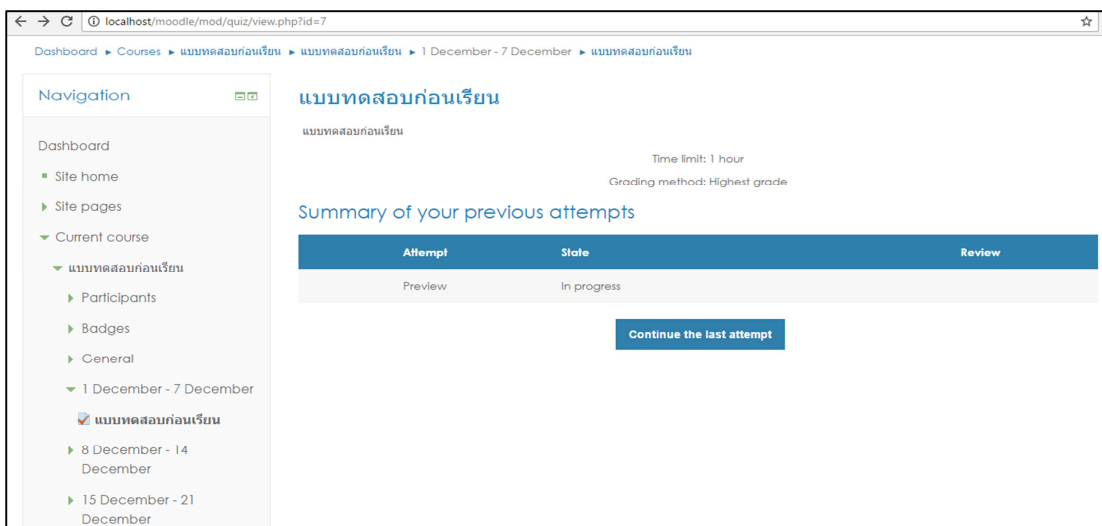 localhost/moodle/mod/quiz/view.php?id=7
Dashboard ► Courses ► แบบทดสอบก่อนเรียน ► แบบทดสอบก่อนเรียน ► 1 December - 7 December ► แบบทดสอบก่อนเรียน
Navigation
Dashboard
Site home
Site pages
Current course
แบบทดสอบก่อนเรียน
Participants
Badges
General
1 December - 7 December
แบบทดสอบก่อนเรียน
8 December - 14
December
15 December - 21
December
แบบทดสอบก่อนเรียน
แบบทดสอบก่อนเรียน
Time limit: 1 hour
Grading method: Highest grade
Summary of your previous attempts
Attempt State Review
Preview In progress
Continue the last attempt